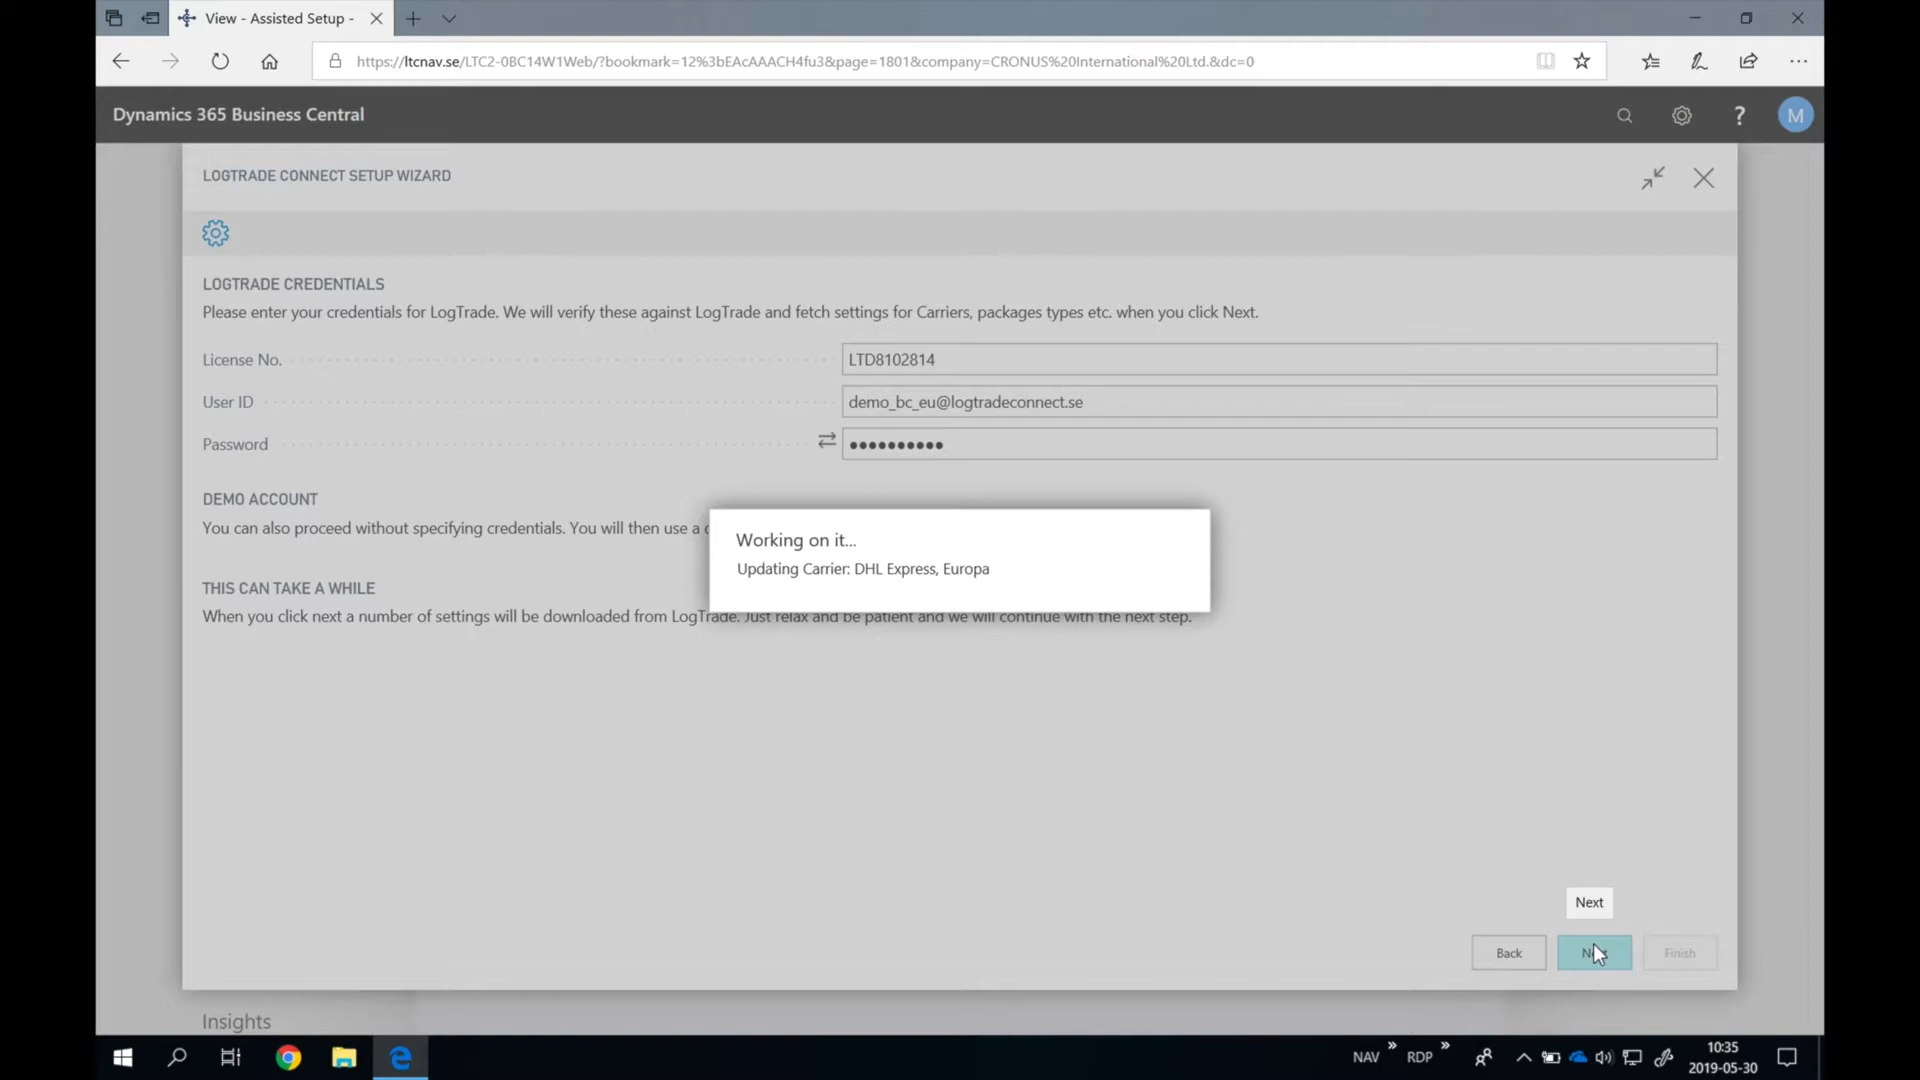 View - Assisted Setup -
https://ltcnav.se/LTC2-0BC14W1Web/?bookmark=12%3bEAcAAACH4fu3&page=1801&company=CRONUS%20International%20Ltd.&dc=0
Dynamics 365 Business Central
?
M
LOGTRADE CONNECT SETUP WIZARD
LOGTRADE CREDENTIALS
Please enter your credentials for LogTrade. We will verify these against LogTrade and fetch settings for Carriers, packages types etc. when you click Next.
License No.
LTD8102814
User ID
demo_bc_eu@logtradeconnect.se
Password
●●●●●●●●●●
DEMO ACCOUNT
You can also proceed without specifying credentials. You will then use a
Working on it...
Updating Carrier: DHL Express, Europa
THIS CAN TAKE A WHILE
When you click next a number of settings will be downloaded from LogTrade. Just relax and be patient and we will continue with the next step.
Next
Back
Finish
Insights
NAV
RDP
10:35
2019-05-30